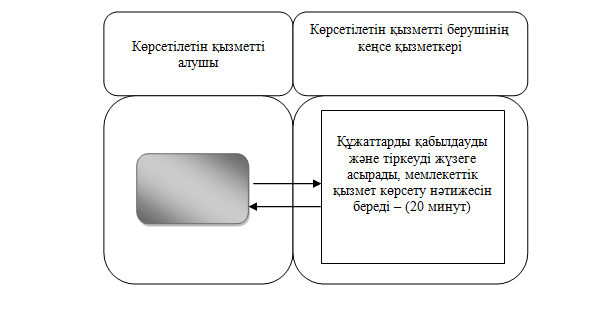 Көрсетілетін қызметті
алушы
Көрсетілетін қызметті берушінің
кеңсе қызметкері
Құжаттарды қабылдауды
және тіркеуді жүзеге
асырады, мемлекеттік
қызмет көрсету нәтижесін
береді – (20 минут)